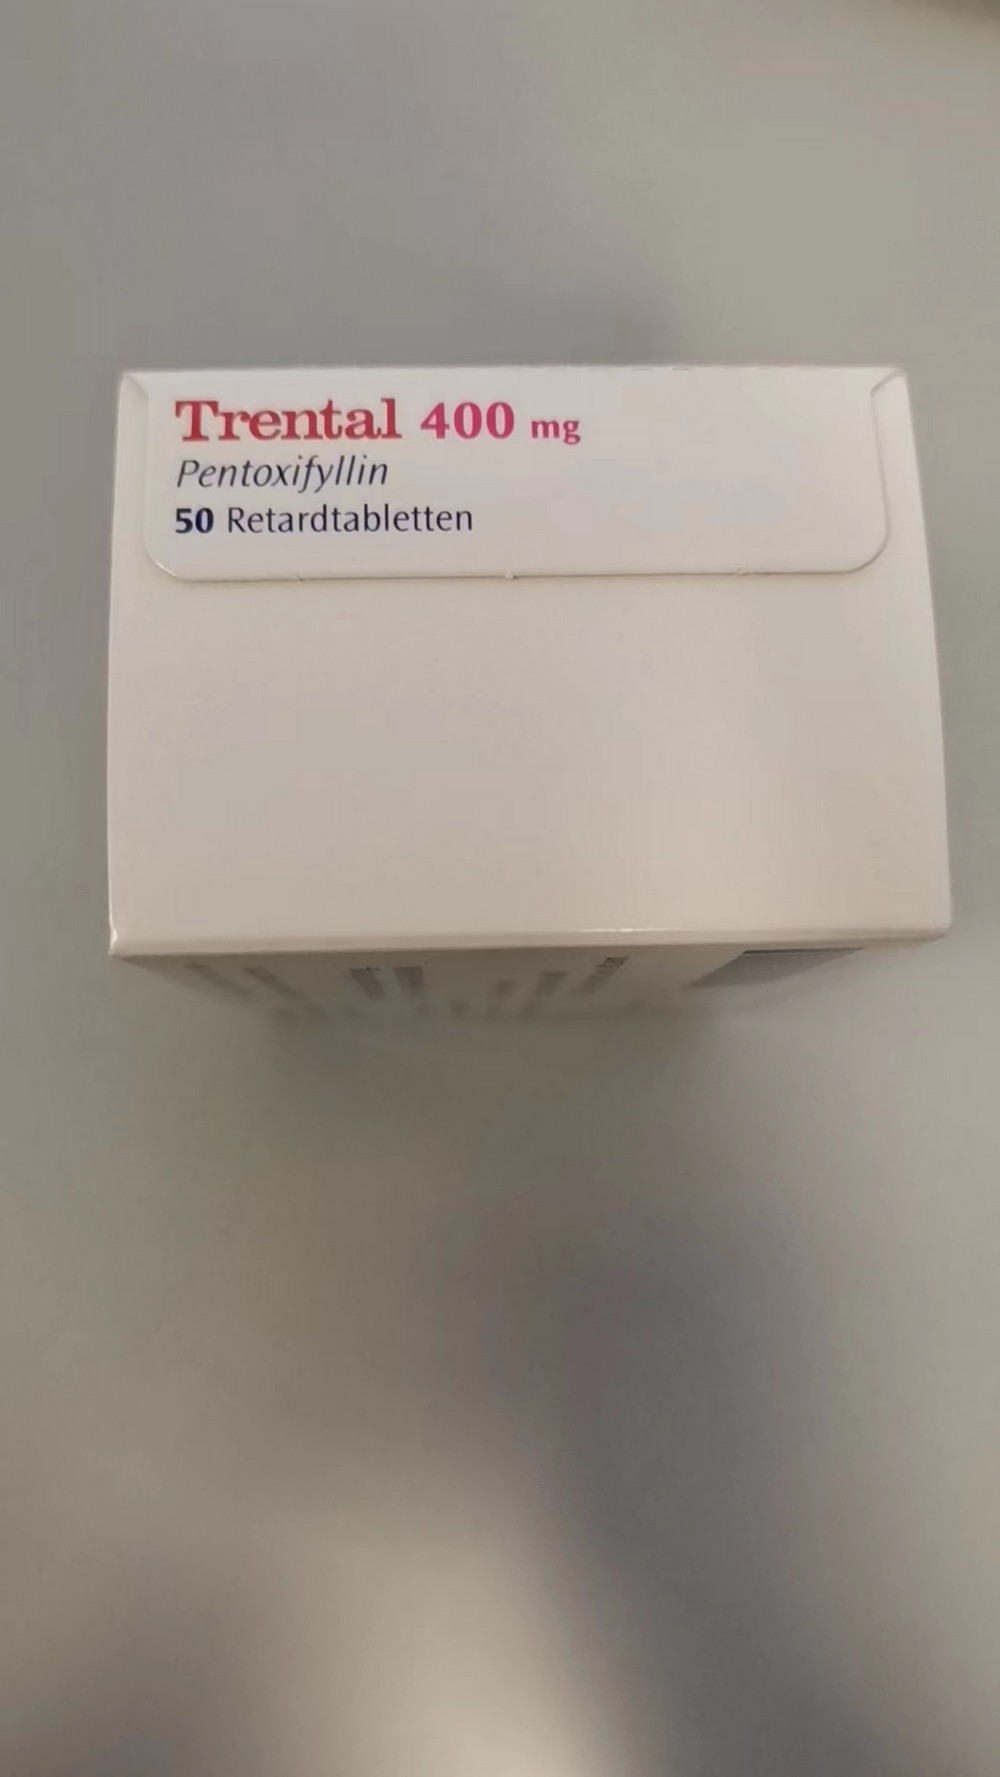 Trental 400 mg
Pentoxifyllin
50 Retardtabletten